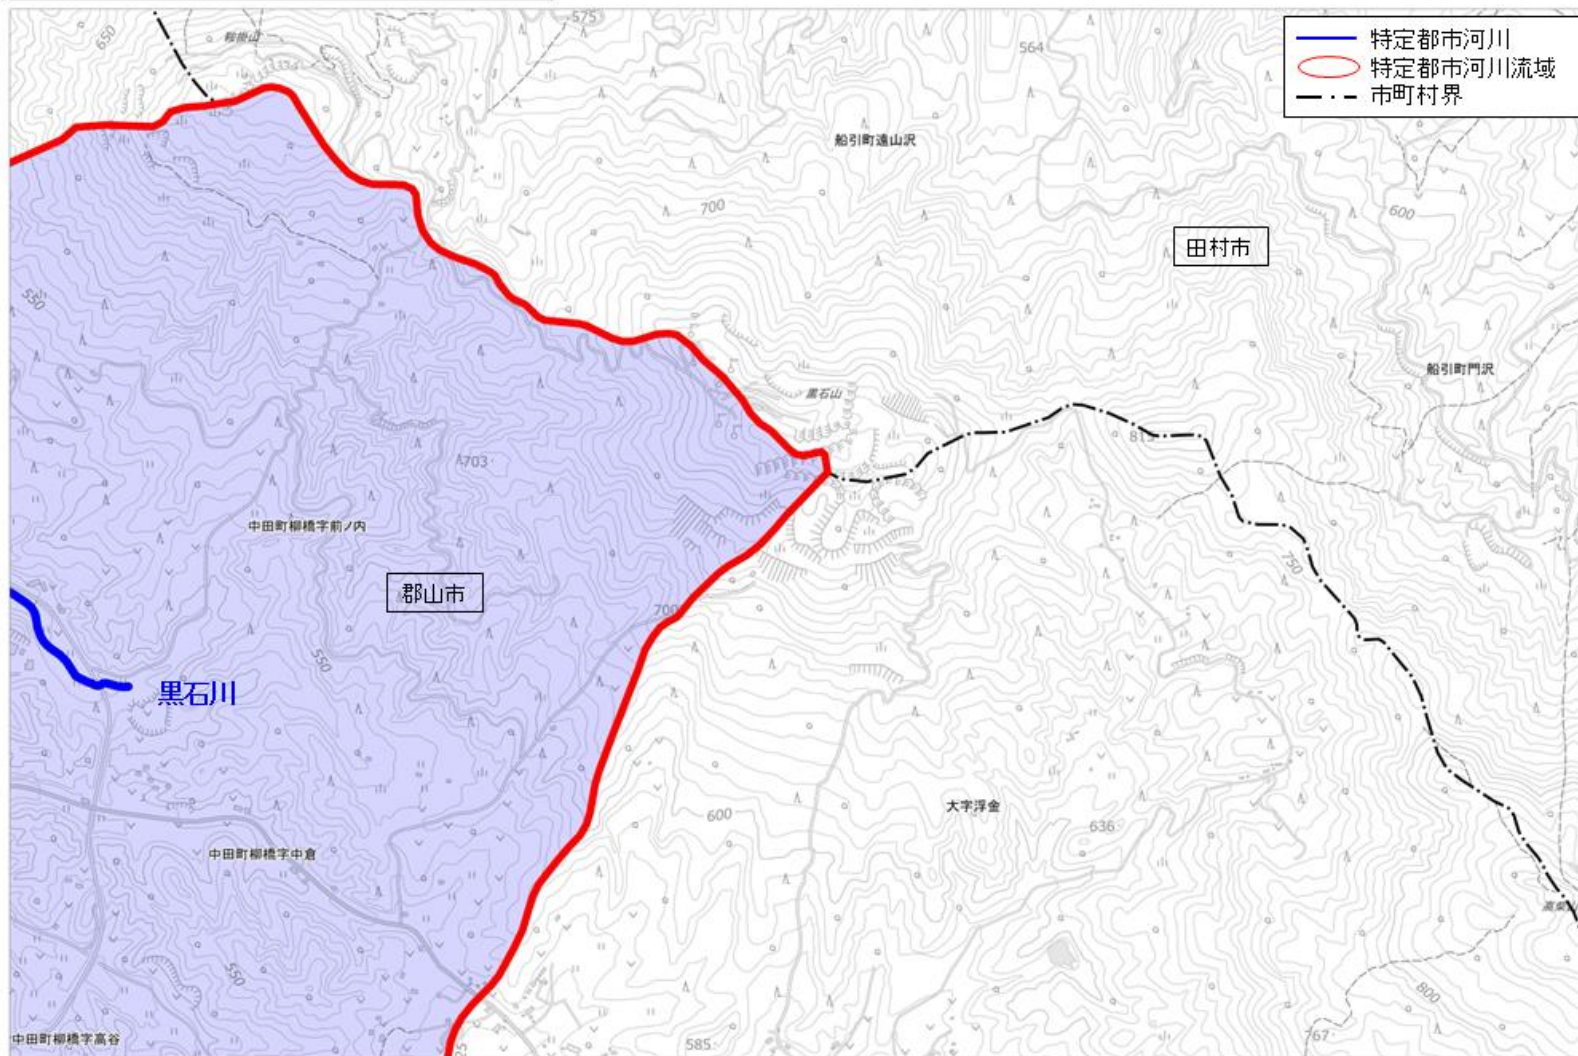 特定都市河川
特定都市河川流域
市町村界
575
650
鞍掛山
564
船引町遠山沢
700
600
田村市
550
船引町門沢
黒石山
813
703
中田町柳橋字前ノ内
750
郡山市
700
550
黒石川
大字浮金
600
636
中田町柳橋字中倉
550
800
中田町柳橋字高谷
585
767